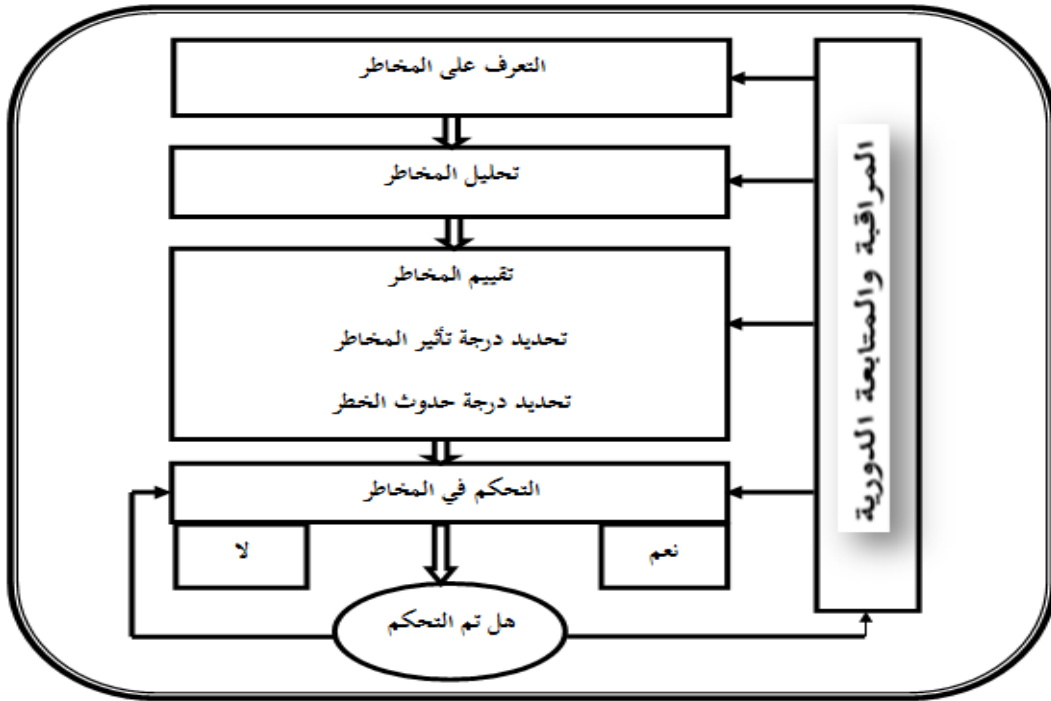 التعرف على المخاطر
تحليل المخاطر
تقييم المخاطر
تحديد درجة تأثير المخاطر
تحديد درجة حدوث الخطر
التحكم في المخاطر
نعم
لا
هل تم التحكم
المراقبة والمتابعة الدورية